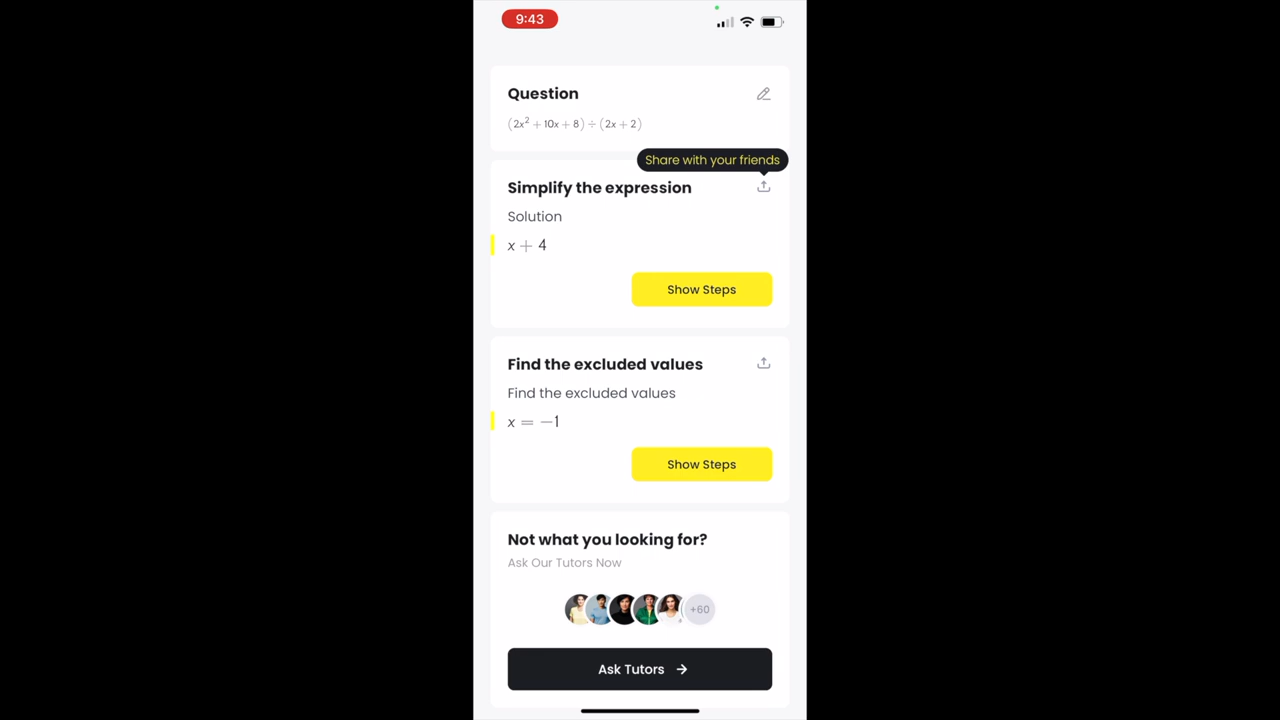 9:43
Question
(2x² + 10x + 8) ÷ (2x + 2)
Share with your friends
Simplify the expression
Solution
x + 4
Show Steps
Find the excluded values
Find the excluded values
x = −1
Show Steps
Not what you looking for?
Ask Our Tutors Now
+60
Ask Tutors →